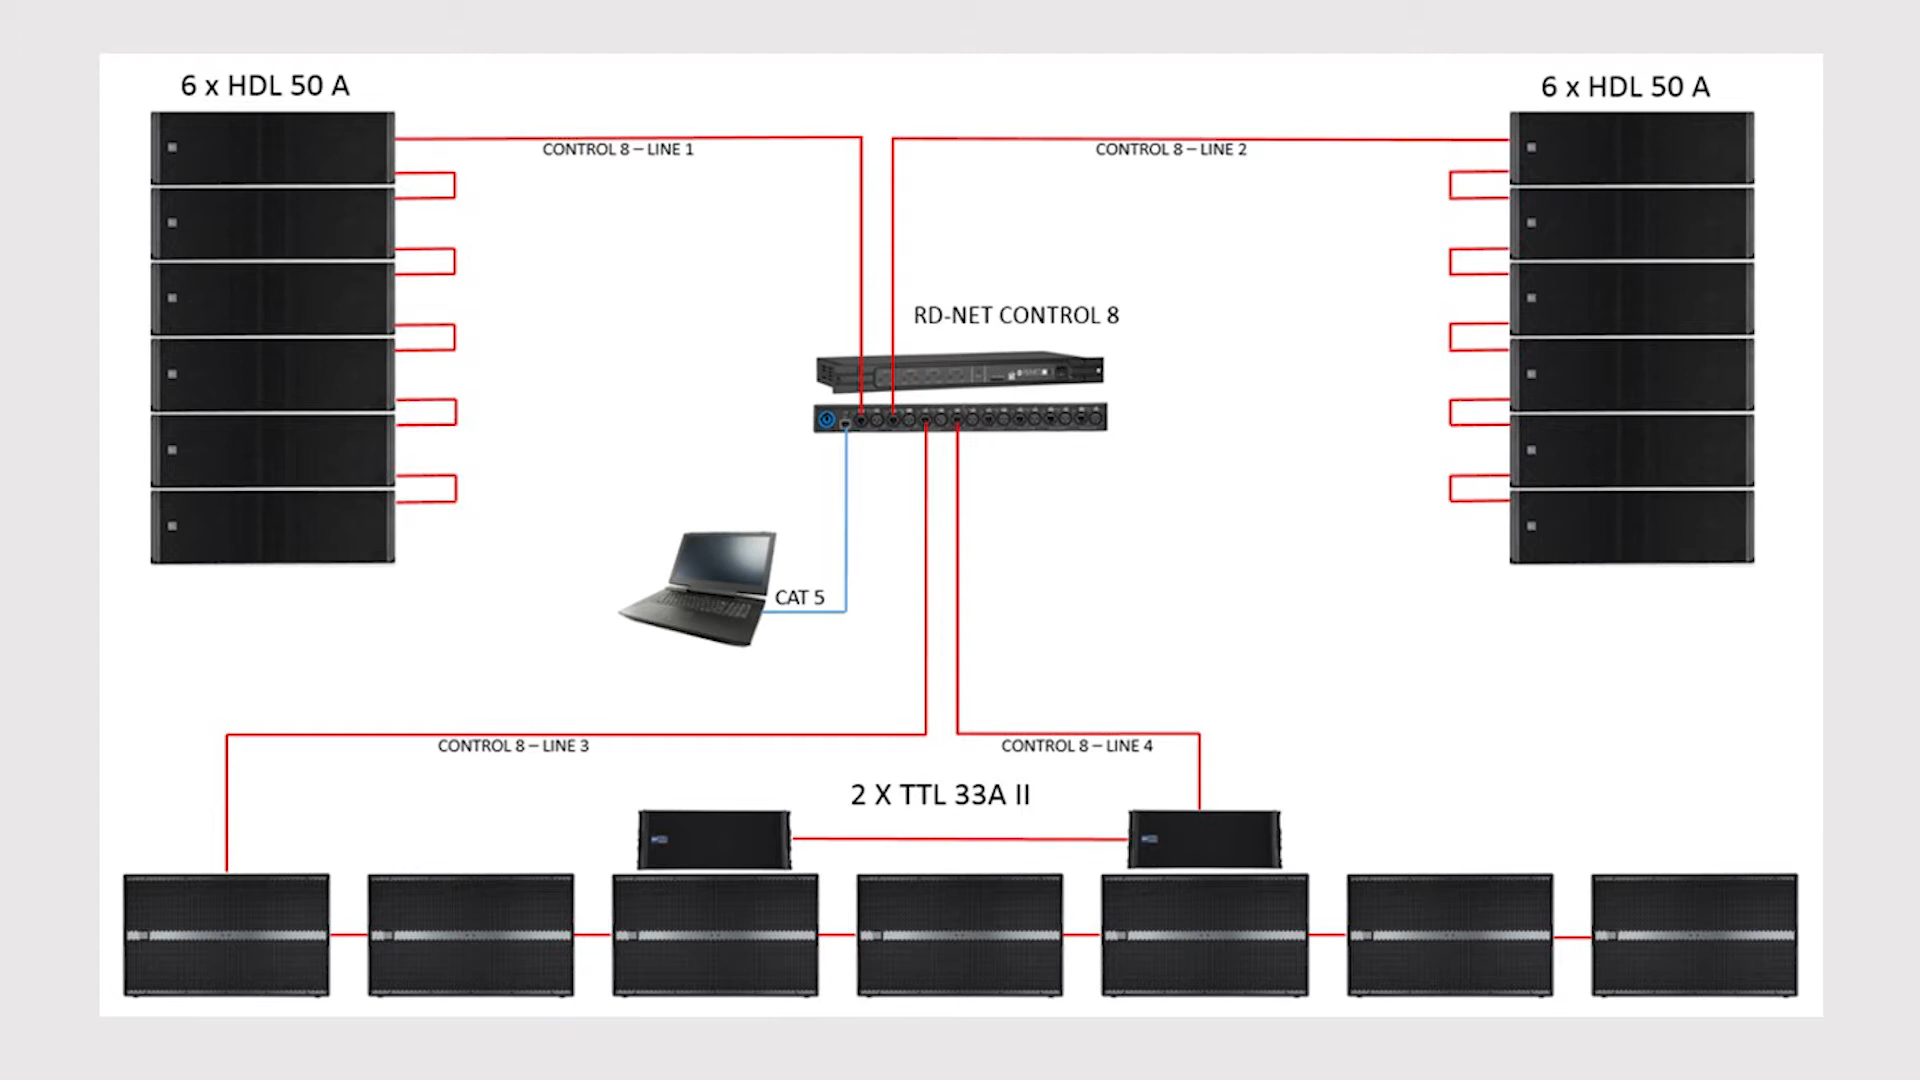 6 x HDL 50 A
6 x HDL 50 A
CONTROL 8 – LINE 1
CONTROL 8 – LINE 2
RD-NET CONTROL 8
CAT 5
CONTROL 8 – LINE 3
CONTROL 8 – LINE 4
2 X TTL 33A II